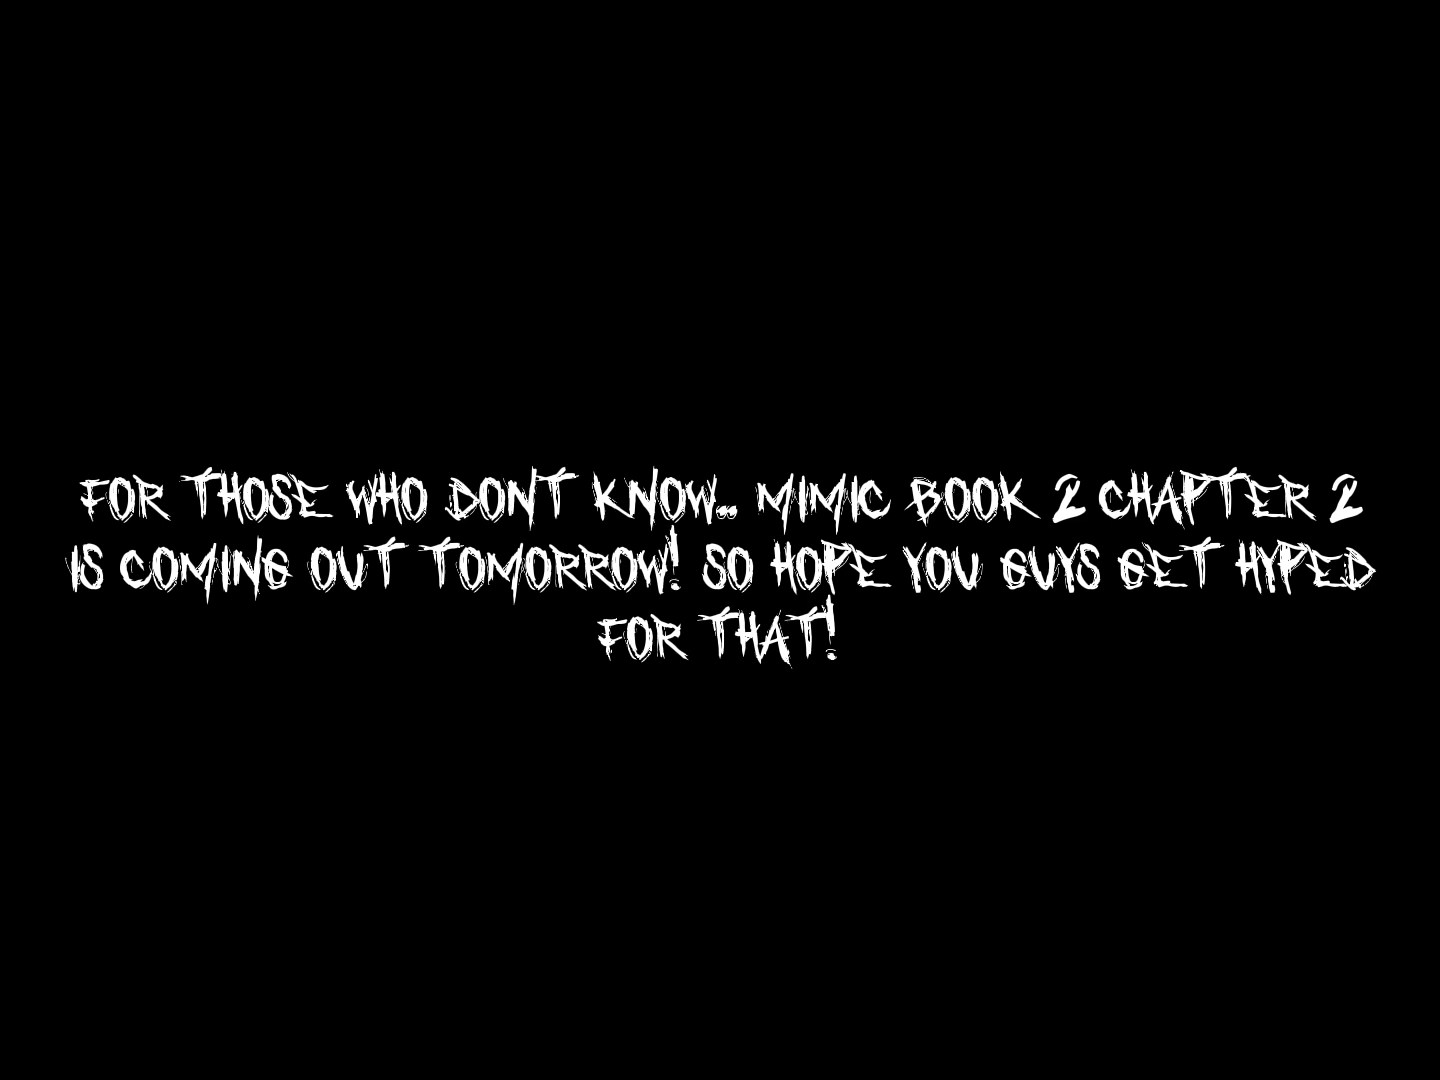 FOR THOSE WHO DON'T KNOW.. MIMIC BOOK 2 CHAPTER 2
IS COMING OUT TOMORROW! SO HOPE YOU GUYS GET HYPED
FOR THAT!